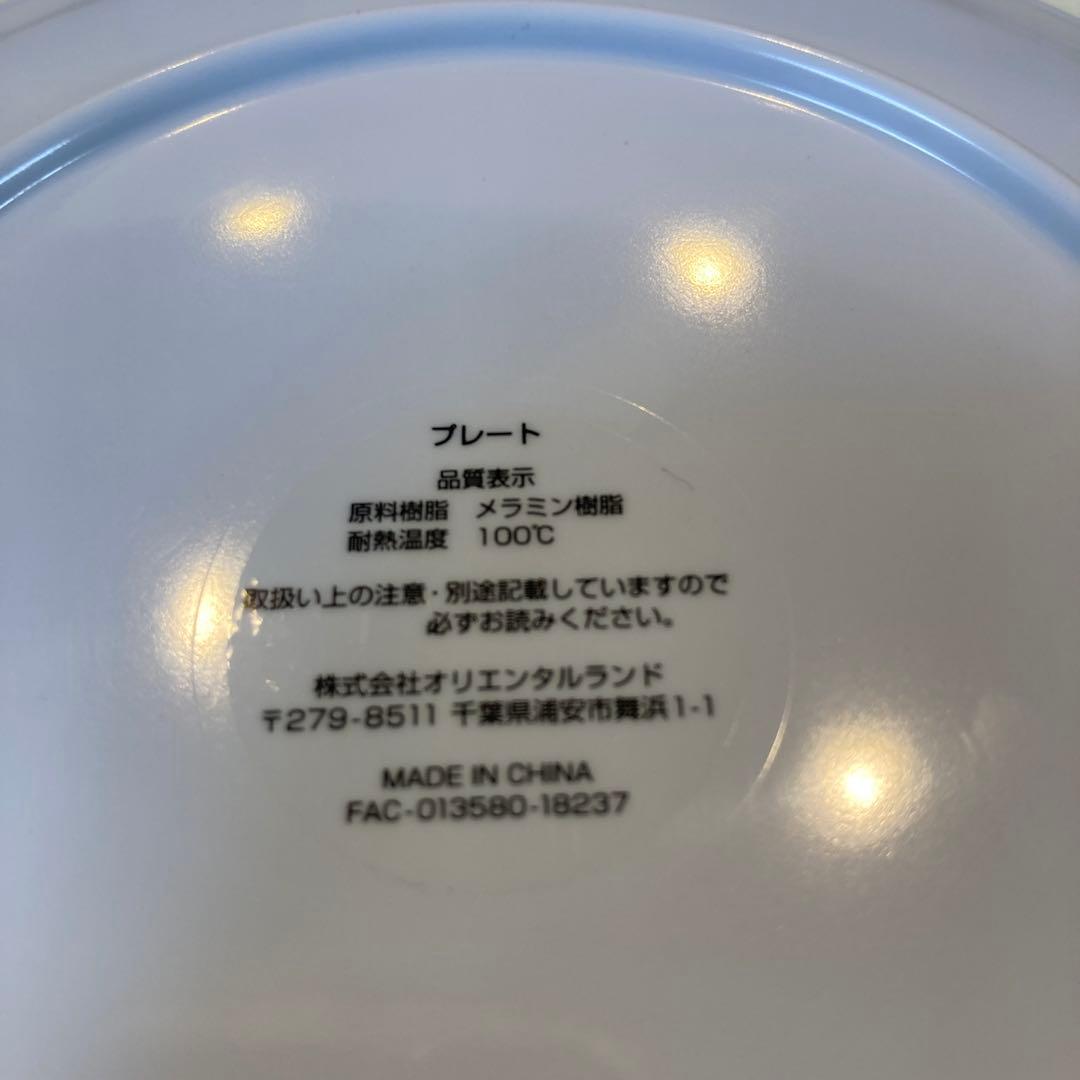 プレート
品質表示
原料樹脂　メラミン樹脂
耐熱温度　100℃
取扱い上の注意・別途記載していますので
必ずお読みください。
株式会社オリエンタルランド
〒279-8511 千葉県浦安市舞浜1-1
MADE IN CHINA
FAC-013580-18237